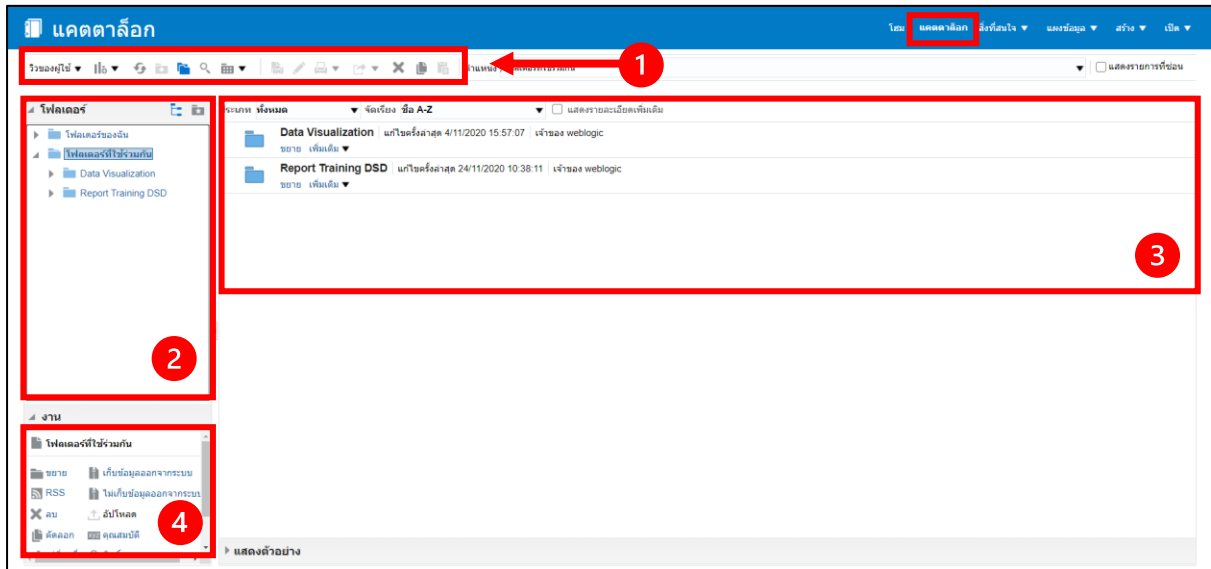 แคตตาล็อก
โฮม แคตตาล็อก สิ่งที่สนใจ แผงข้อมูล สร้าง เปิด
วิวของผู้ใช้
1
แสดงรายการที่ซ่อน
โฟลเดอร์
โฟลเดอร์ของฉัน
โฟลเดอร์ที่ใช้ร่วมกัน
Data Visualization
Report Training DSD
2
ประเภท ทั้งหมด จัดเรียง ชื่อ A-Z แสดงรายละเอียดเพิ่มเติม
Data Visualization แก้ไขครั้งล่าสุด 4/11/2020 15:57:07 เจ้าของ weblogic
ขยาย เพิ่มเติม
Report Training DSD แก้ไขครั้งล่าสุด 24/11/2020 10:38:11 เจ้าของ weblogic
ขยาย เพิ่มเติม
3
งาน
โฟลเดอร์ที่ใช้ร่วมกัน
ขยาย เก็บข้อมูลออกจากระบบ
RSS ไม่เก็บข้อมูลออกจากระบบ
ลบ อัปโหลด
คัดลอก คุณสมบัติ
4
แสดงตัวอย่าง